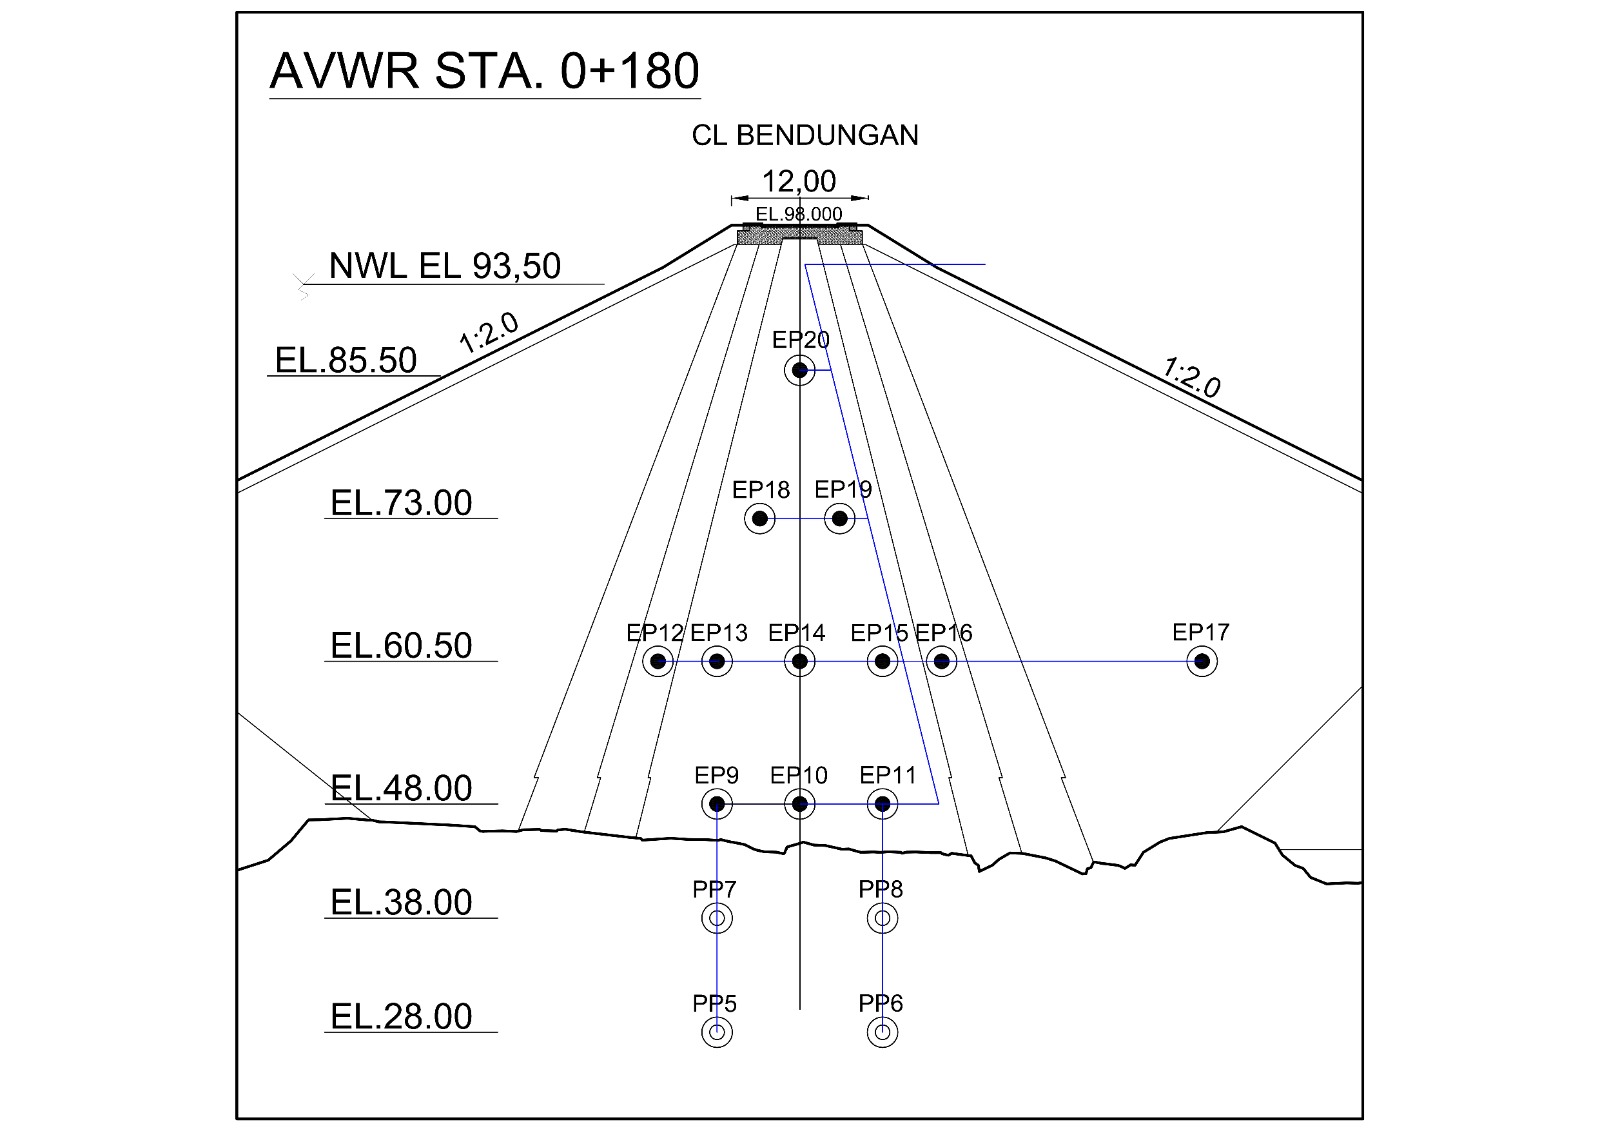 AVWR STA. 0+180
CL BENDUNGAN
12,00
EL.98.000
NWL EL 93,50
1:2.0
EL.85.50
1:2.0
EP20
EL.73.00
EP18
EP19
EL.60.50
EP12
EP13
EP14
EP15
EP16
EP17
EL.48.00
EP9
EP10
EP11
EL.38.00
PP7
PP8
EL.28.00
PP5
PP6